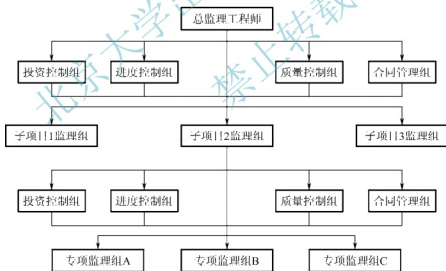 总监理工程师
投资控制组 进度控制组 质量控制组 合同管理组
子项目1监理组 子项目2监理组 子项目3监理组
投资控制组 进度控制组 质量控制组 合同管理组
专项监理组A 专项监理组B 专项监理组C
北京大学
禁止转载